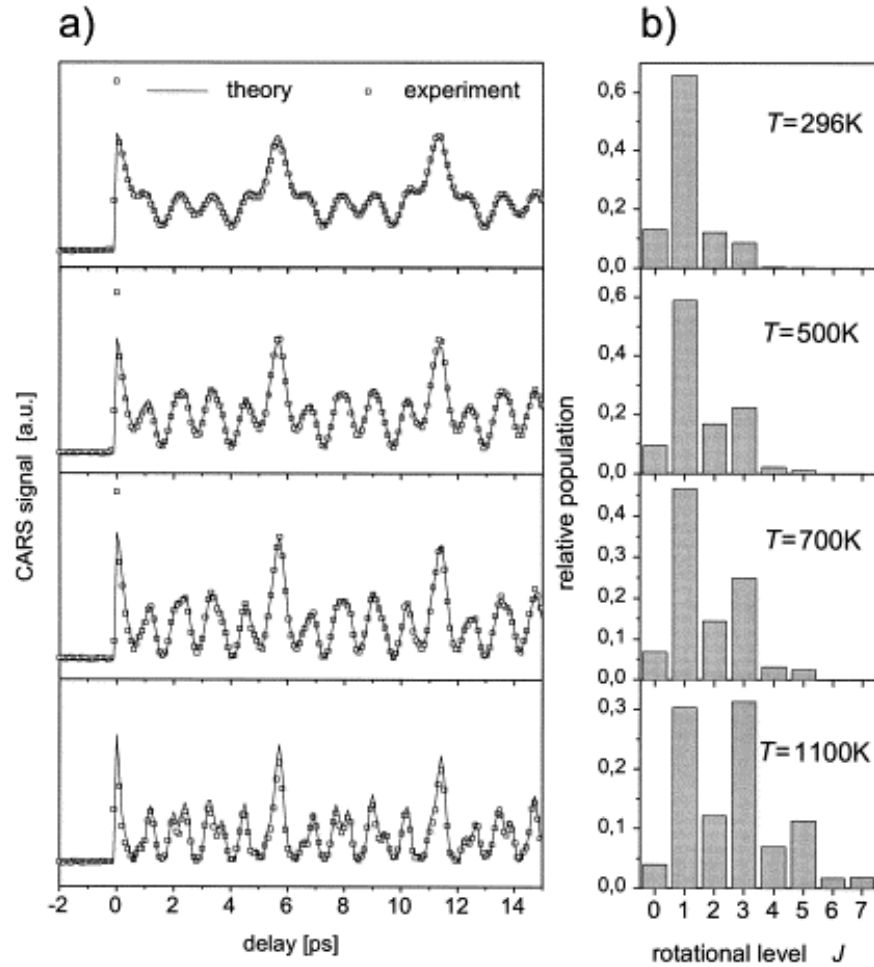 a)
b)
theory
experiment
T=296K
T=500K
T=700K
T=1100K
CARS signal [a.u.]
relative population
0,6
0,4
0,2
0,0
0,6
0,4
0,2
0,0
0,4
0,3
0,2
0,1
0,0
0,3
0,2
0,1
0,0
-2 0 2 4 6 8 10 12 14
0 1 2 3 4 5 6 7
delay [ps]
rotational level J